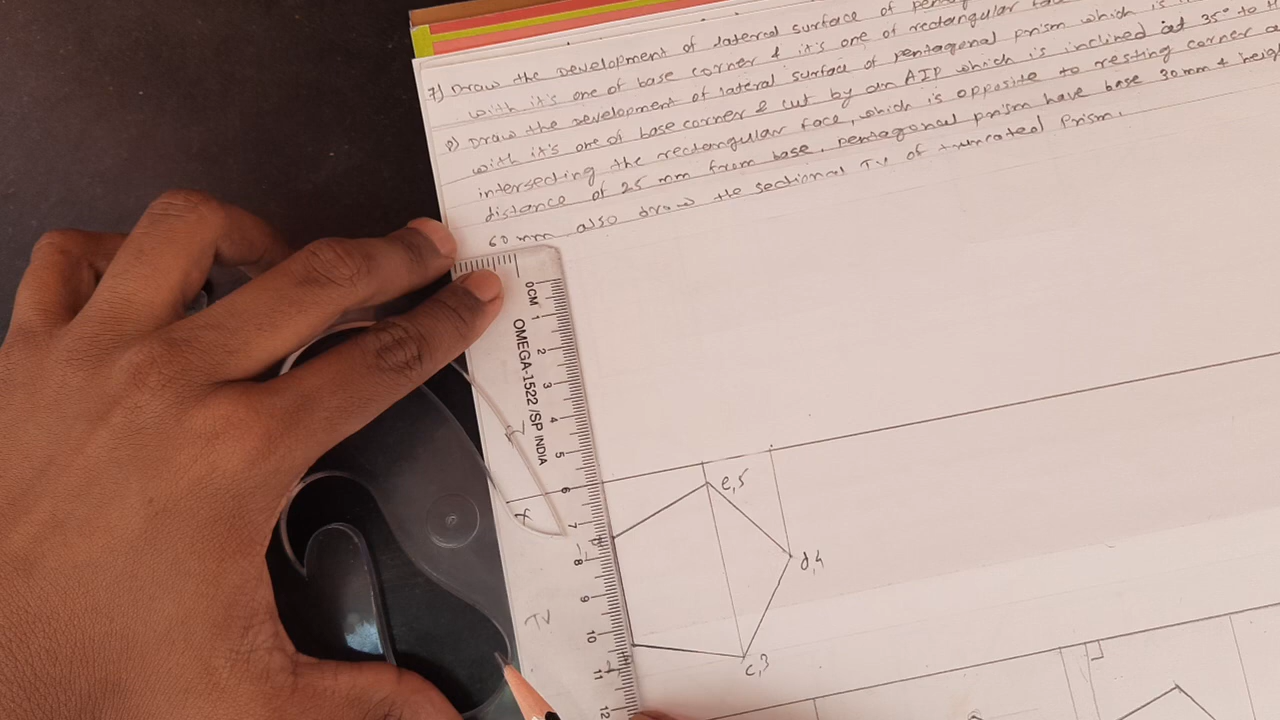 7) Draw the Development of lateral surface of
with it's one of base corner & it's one of rectangular
8) Draw the Development of lateral surface of pentagonal prism which is
with it's one of base corner & cut by an AIP which is inclined at 35° to
intersecting the rectangular face, which is opposite to resting corner
distance of 25 mm from base. pentagonal prism have base 30mm &
60 mm also draw the sectional TV of truncated Prism.
0CM 1 2 3 4 5 6 7 8 9 10 11 12
OMEGA-1522 /SP INDIA
X
e,5
d,4
TV
c,3